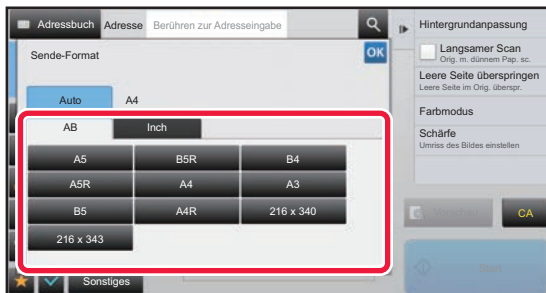 Adressbuch Adresse Berühren zur Adresseingabe
Sende-Format
OK
Auto A4
AB Inch
A5 B5R B4
A5R A4 A3
B5 A4R 216 x 340
216 x 343
Sonstiges
Hintergrundanpassung
Langsamer Scan
Orig. m. dünnem Pap. sc.
Leere Seite überspringen
Leere Seite im Orig. überspr.
Farbmodus
Schärfe
Umriss des Bildes einstellen
Vorschau CA
Start